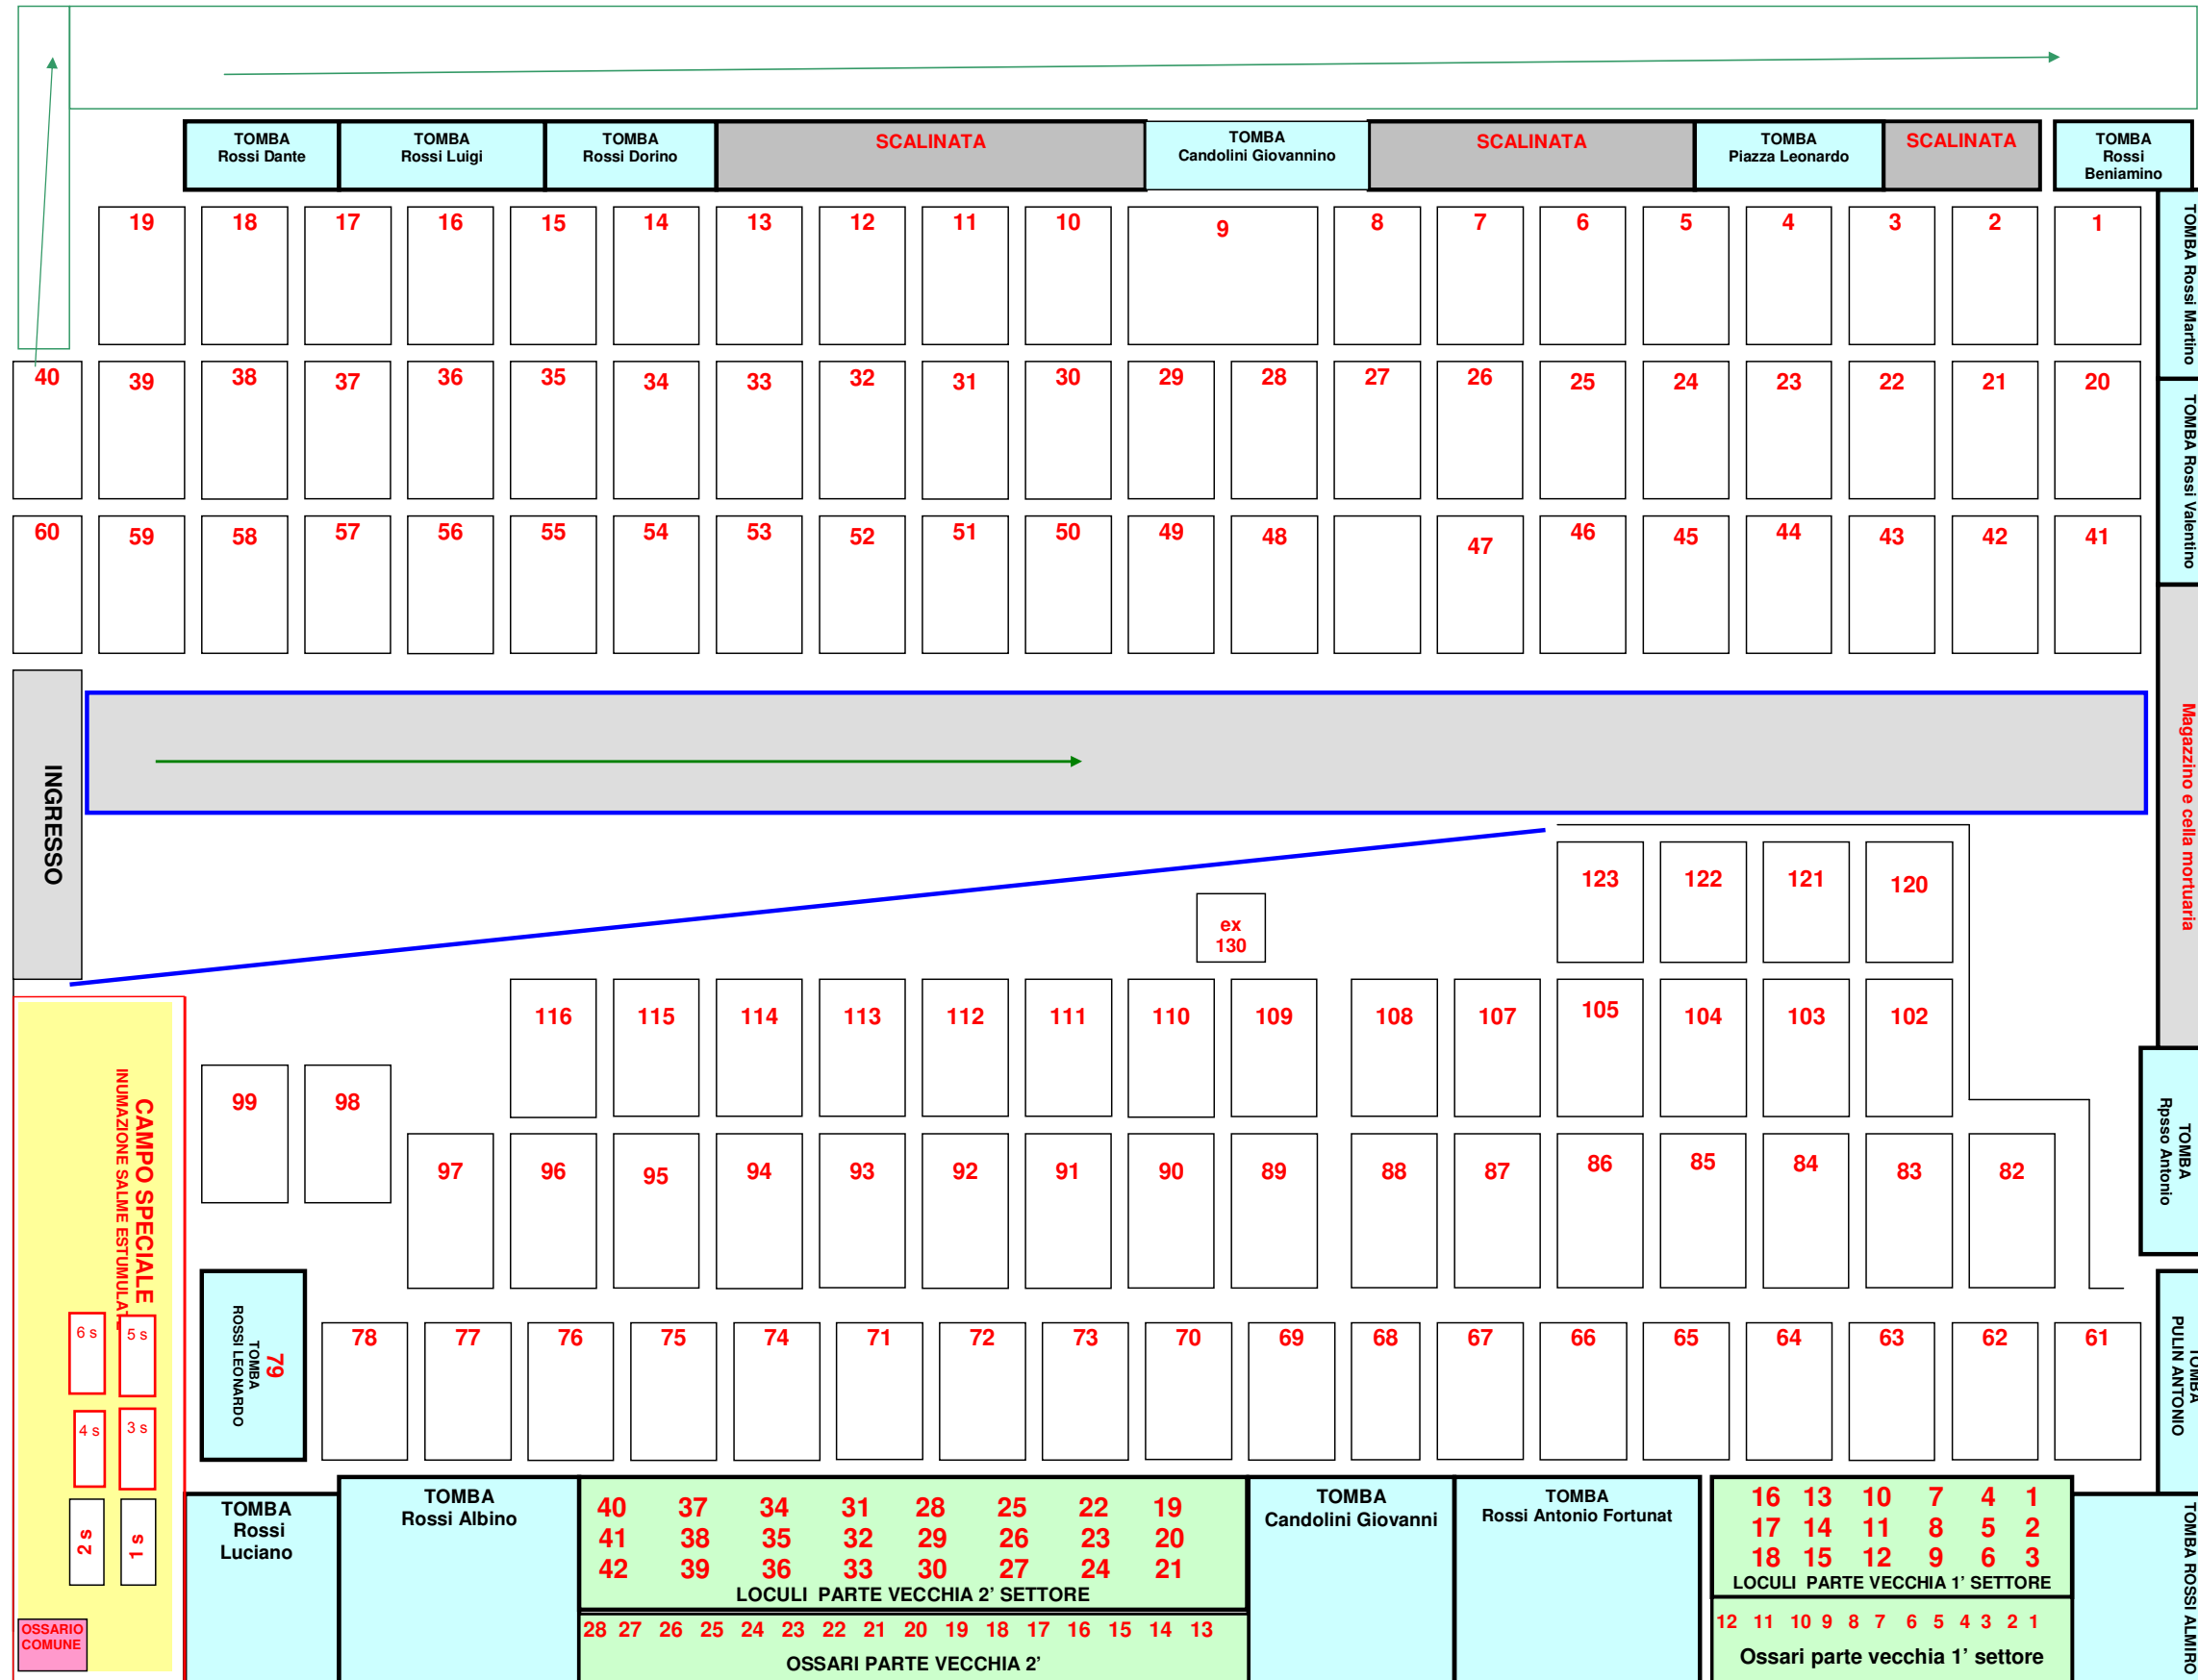 TOMBA
Rossi Dante
TOMBA
Rossi Luigi
TOMBA
Rossi Dorino
SCALINATA
TOMBA
Candolini Giovannino
SCALINATA
TOMBA
Piazza Leonardo
SCALINATA
TOMBA
Rossi
Beniamino
19 18 17 16 15 14 13 12 11 10 9 8 7 6 5 4 3 2 1
TOMBA Rossi Martino
40 39 38 37 36 35 34 33 32 31 30 29 28 27 26 25 24 23 22 21 20
TOMBA Rossi Valentino
60 59 58 57 56 55 54 53 52 51 50 49 48 47 46 45 44 43 42 41
INGRESSO
Magazzino e cella mortuaria
123 122 121 120
ex
130
116 115 114 113 112 111 110 109 108 107 105 104 103 102
99 98
TOMBA
Rpsso Antonio
97 96 95 94 93 92 91 90 89 88 87 86 85 84 83 82
CAMPO SPECIALE
INUMAZIONE SALME ESTUMULAT
6 s 5 s
4 s 3 s
2 s 1 s
OSSARIO
COMUNE
79
TOMBA
ROSSI LEONARDO
78 77 76 75 74 71 72 73 70 69 68 67 66 65 64 63 62 61
TOMBA
PULIN ANTONIO
TOMBA
Rossi
Luciano
TOMBA
Rossi Albino
40 37 34 31 28 25 22 19
41 38 35 32 29 26 23 20
42 39 36 33 30 27 24 21
LOCULI PARTE VECCHIA 2' SETTORE
28 27 26 25 24 23 22 21 20 19 18 17 16 15 14 13
OSSARI PARTE VECCHIA 2'
TOMBA
Candolini Giovanni
TOMBA
Rossi Antonio Fortunat
16 13 10 7 4 1
17 14 11 8 5 2
18 15 12 9 6 3
LOCULI PARTE VECCHIA 1' SETTORE
12 11 10 9 8 7 6 5 4 3 2 1
Ossari parte vecchia 1' settore
TOMBA ROSSI ALMIRO